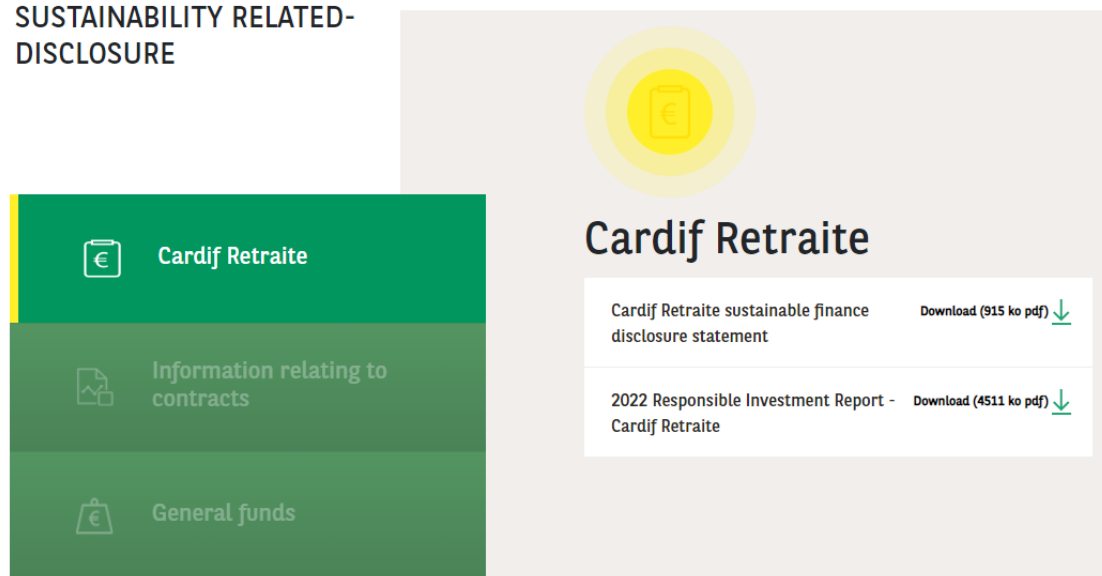 SUSTAINABILITY RELATED-
DISCLOSURE
Cardif Retraite
Information relating to
contracts
General funds
Cardif Retraite
Cardif Retraite sustainable finance
disclosure statement
Download (915 ko pdf)
2022 Responsible Investment Report -
Cardif Retraite
Download (4511 ko pdf)